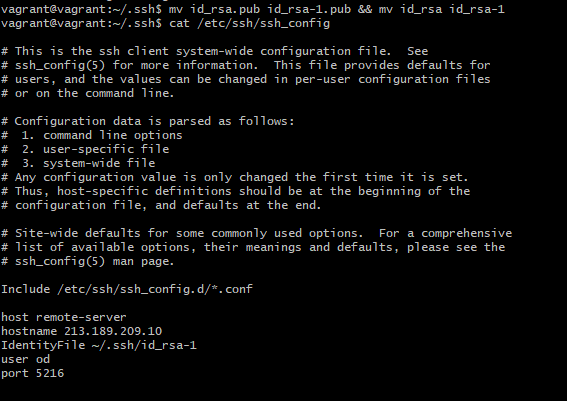 vagrant@vagrant:~/.ssh$ mv id_rsa.pub id_rsa-1.pub && mv id_rsa id_rsa-1
vagrant@vagrant:~/.ssh$ cat /etc/ssh/ssh_config
# This is the ssh client system-wide configuration file.  See
# ssh_config(5) for more information.  This file provides defaults for
# users, and the values can be changed in per-user configuration files
# or on the command line.
# Configuration data is parsed as follows:
#  1. command line options
#  2. user-specific file
#  3. system-wide file
# Any configuration value is only changed the first time it is set.
# Thus, host-specific definitions should be at the beginning of the
# configuration file, and defaults at the end.
# Site-wide defaults for some commonly used options.  For a comprehensive
# list of available options, their meanings and defaults, please see the
# ssh_config(5) man page.
Include /etc/ssh/ssh_config.d/*.conf
host remote-server
hostname 213.189.209.10
IdentityFile ~/.ssh/id_rsa-1
user od
port 5216